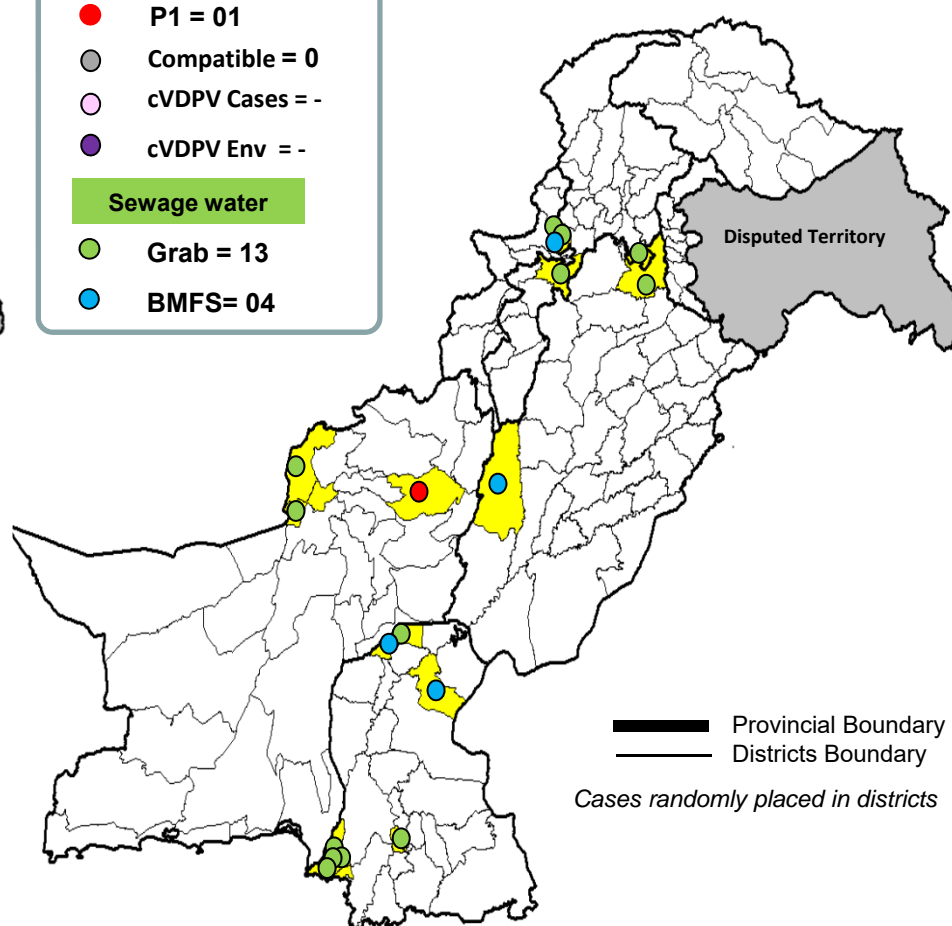 P1 = 01
Compatible = 0
cVDPV Cases = -
cVDPV Env = -
Sewage water
Grab = 13
BMFS= 04
Disputed Territory
Provincial Boundary
Districts Boundary
Cases randomly placed in districts